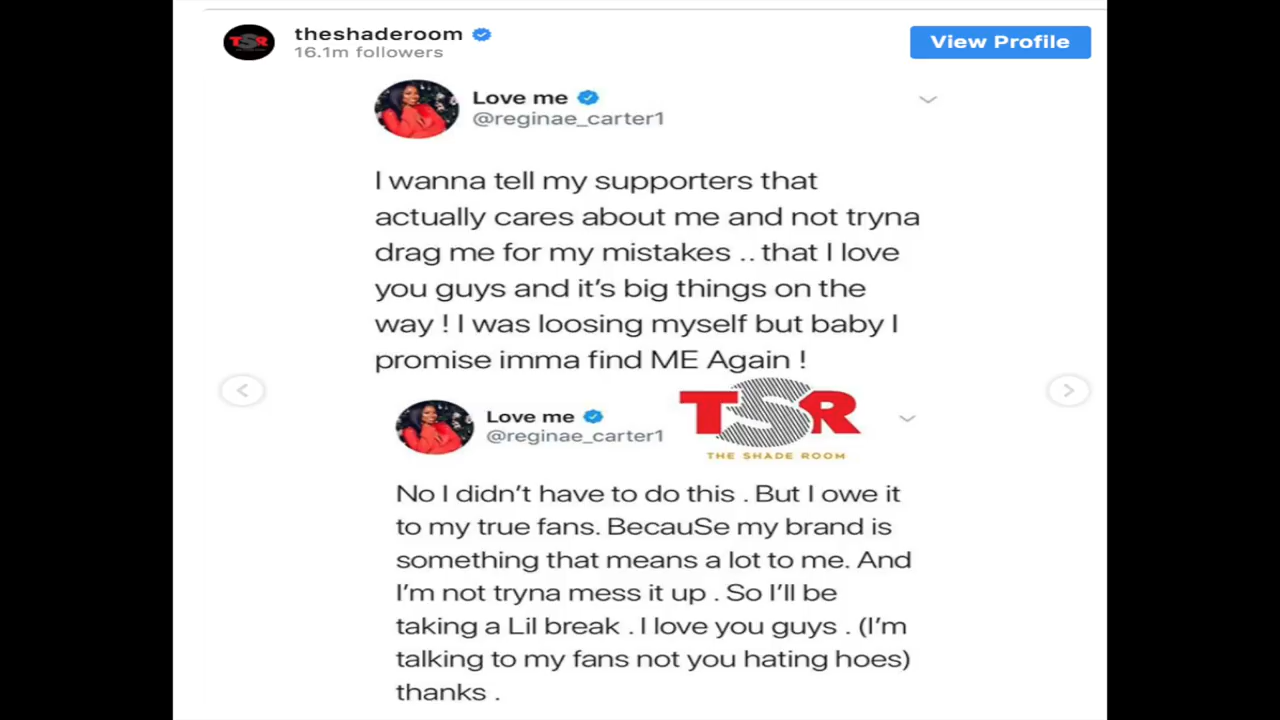 TSR
theshaderoom
16.1m followers
View Profile
Love me
@reginae_carter1
I wanna tell my supporters that
actually cares about me and not tryna
drag me for my mistakes .. that I love
you guys and it's big things on the
way ! I was loosing myself but baby I
promise imma find ME Again !
Love me
@reginae_carter1
TSR
THE SHADE ROOM
No I didn't have to do this . But I owe it
to my true fans. BecauSe my brand is
something that means a lot to me. And
I'm not tryna mess it up . So I'll be
taking a Lil break . I love you guys . (I'm
talking to my fans not you hating hoes)
thanks .